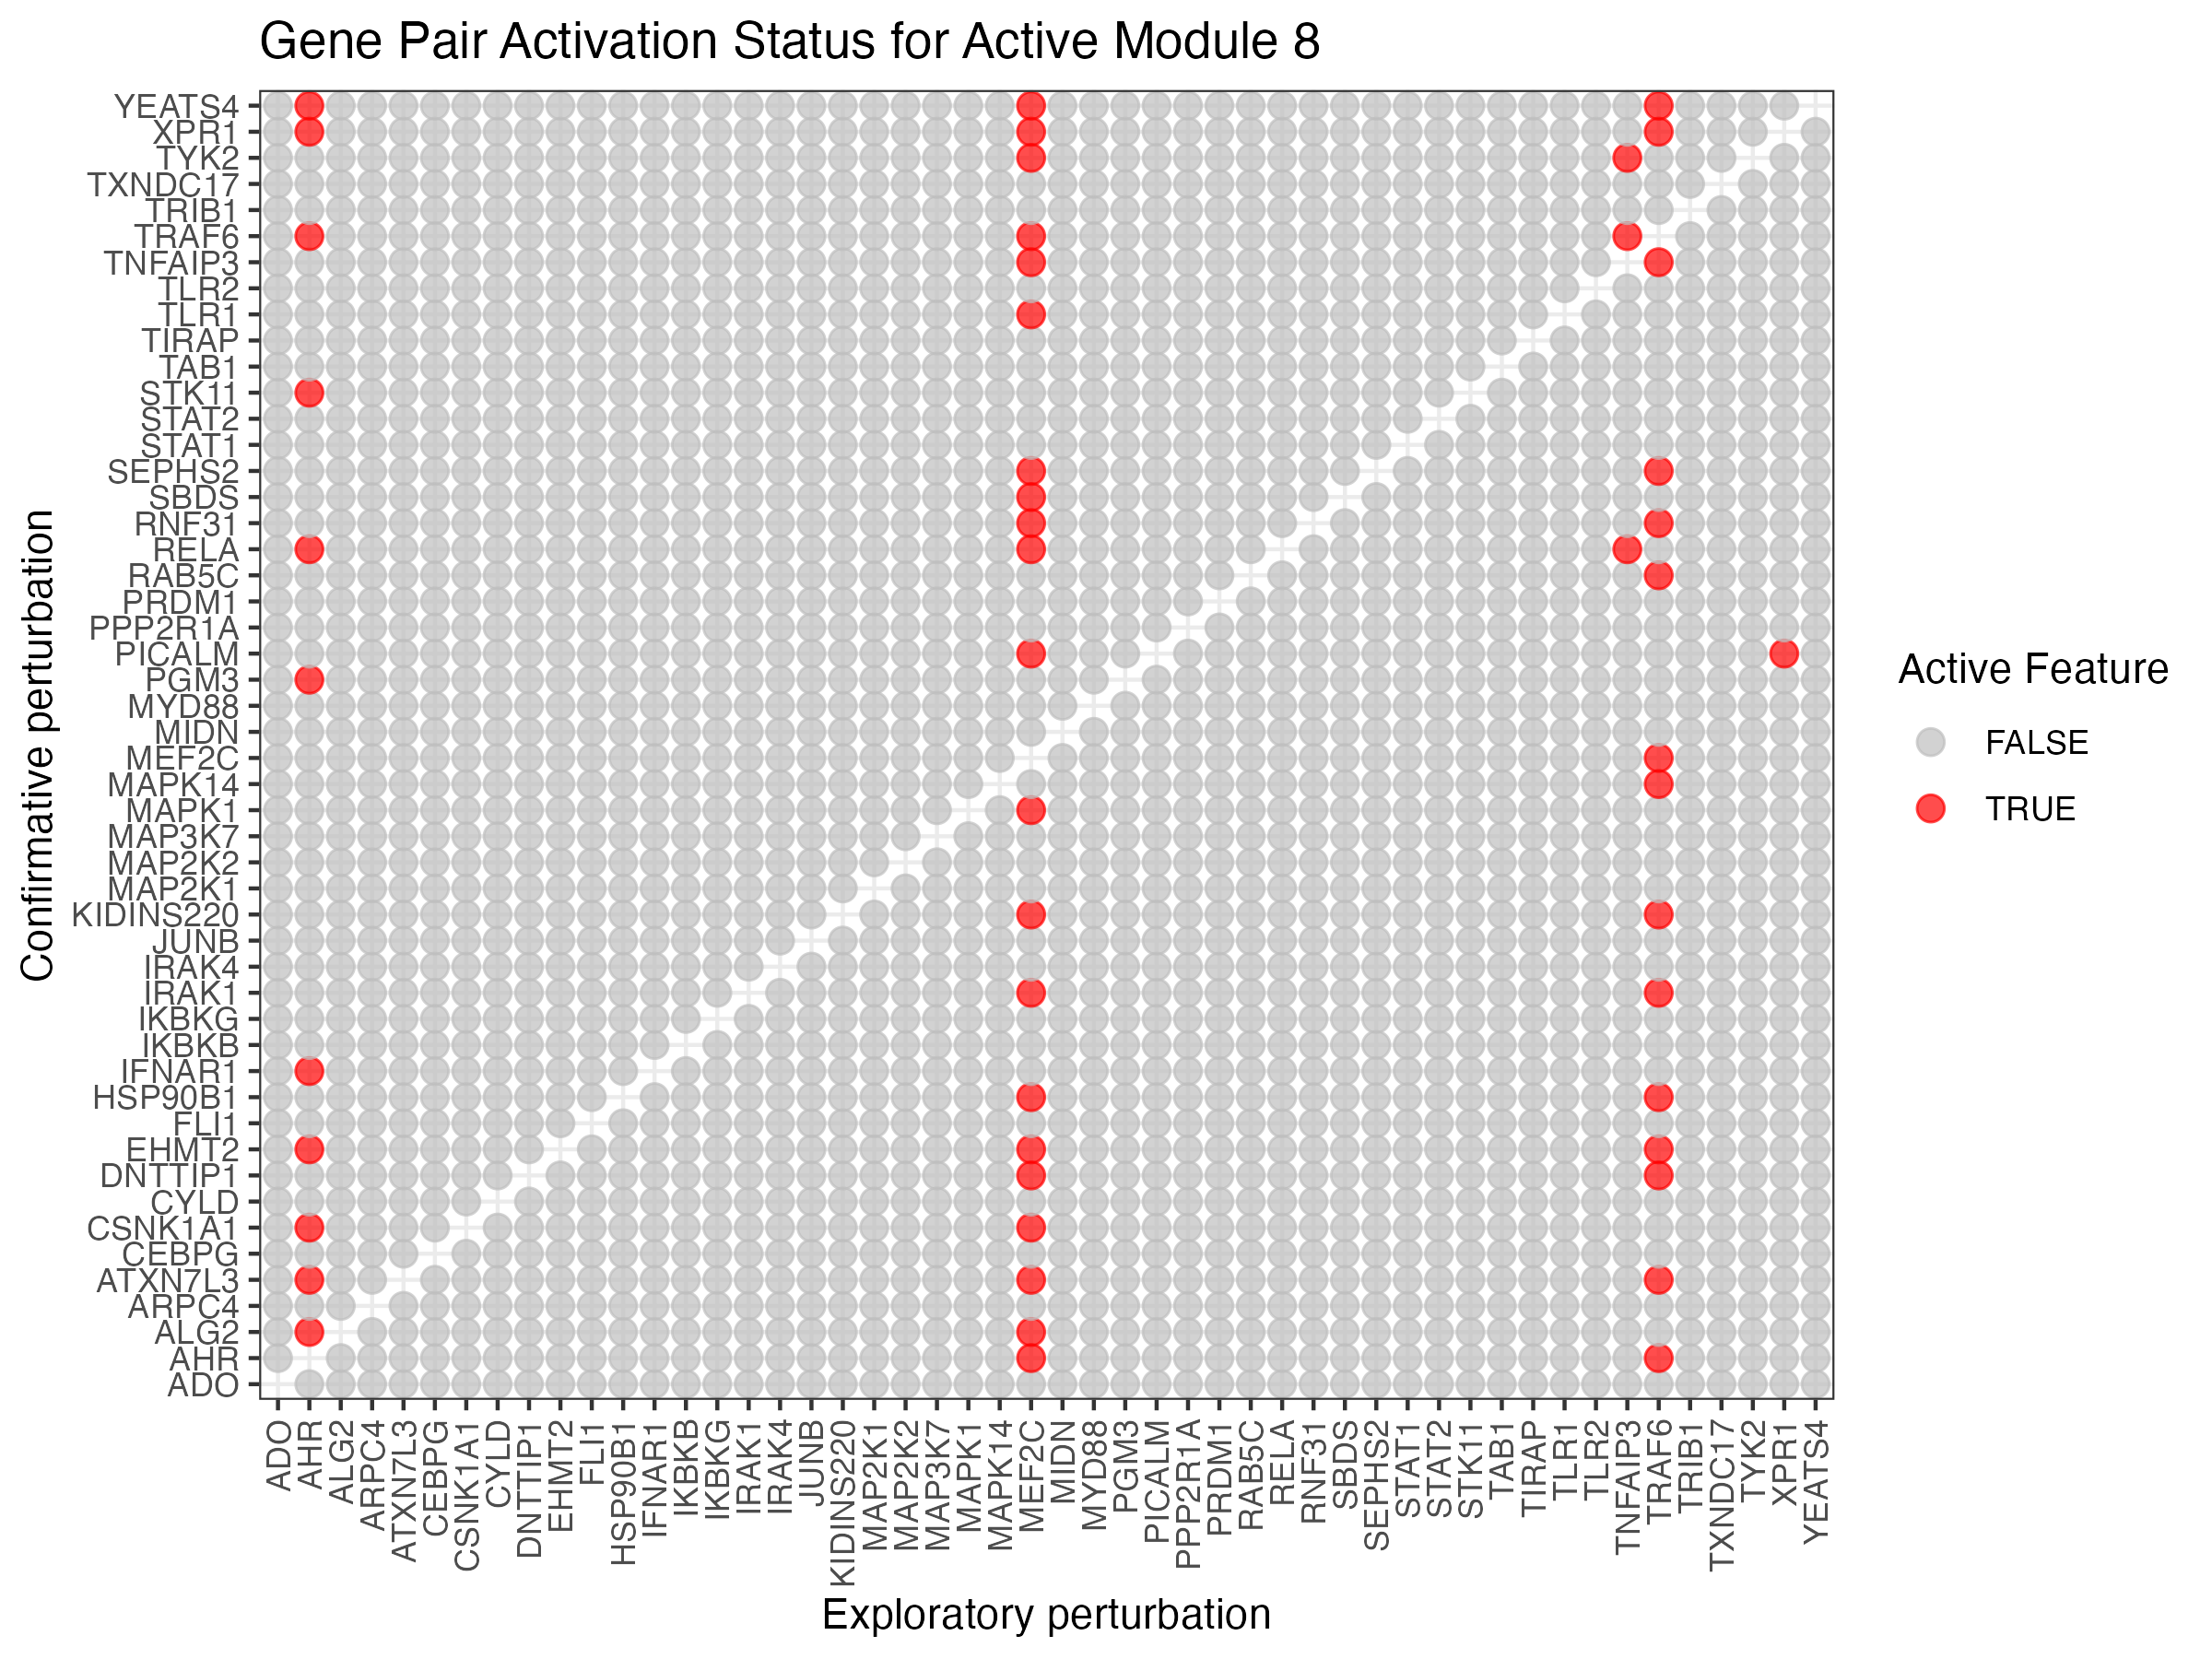 Gene Pair Activation Status for Active Module 8
Confirmative perturbation
YEATS4
XPR1
TYK2
TXNDC17
TRIB1
TRAF6
TNFAIP3
TLR2
TLR1
TIRAP
TAB1
STK11
STAT2
STAT1
SEPHS2
SBDS
RNF31
RELA
RAB5C
PRDM1
PPP2R1A
PICALM
PGM3
MYD88
MIDN
MEF2C
MAPK14
MAPK1
MAP3K7
MAP2K2
MAP2K1
KIDINS220
JUNB
IRAK4
IRAK1
IKBKG
IKBKB
IFNAR1
HSP90B1
FLI1
EHMT2
DNTTIP1
CYLD
CSNK1A1
CEBPG
ATXN7L3
ARPC4
ALG2
AHR
ADO
ADO
AHR
ALG2
ARPC4
ATXN7L3
CEBPG
CSNK1A1
CYLD
DNTTIP1
EHMT2
FLI1
HSP90B1
IFNAR1
IKBKB
IKBKG
IRAK1
IRAK4
JUNB
KIDINS220
MAP2K1
MAP2K2
MAP3K7
MAPK1
MAPK14
MEF2C
MIDN
MYD88
PGM3
PICALM
PPP2R1A
PRDM1
RAB5C
RELA
RNF31
SBDS
SEPHS2
STAT1
STAT2
STK11
TAB1
TIRAP
TLR1
TLR2
TNFAIP3
TRAF6
TRIB1
TXNDC17
TYK2
XPR1
YEATS4
Exploratory perturbation
Active Feature
FALSE
TRUE